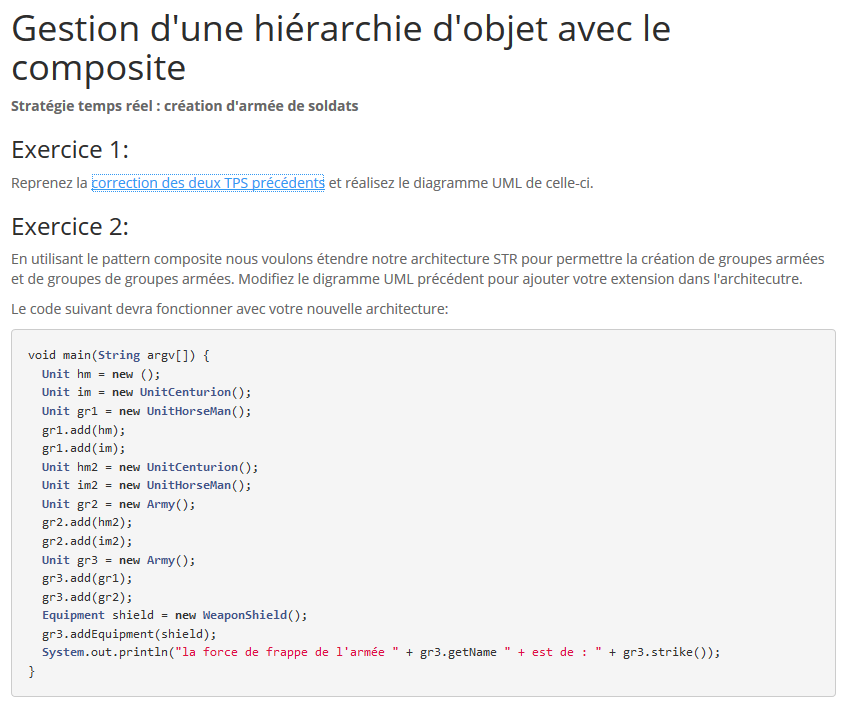 Gestion d'une hiérarchie d'objet avec le
composite
Stratégie temps réel : création d'armée de soldats
Exercice 1:
Reprenez la correction des deux TPS précédents et réalisez le diagramme UML de celle-ci.
Exercice 2:
En utilisant le pattern composite nous voulons étendre notre architecture STR pour permettre la création de groupes armées
et de groupes de groupes armées. Modifiez le digramme UML précédent pour ajouter votre extension dans l'architecutre.
Le code suivant devra fonctionner avec votre nouvelle architecture:
void main(String argv[]) {
  Unit hm = new ();
  Unit im = new UnitCenturion();
  Unit gr1 = new UnitHorseMan();
  gr1.add(hm);
  gr1.add(im);
  Unit hm2 = new UnitCenturion();
  Unit im2 = new UnitHorseMan();
  Unit gr2 = new Army();
  gr2.add(hm2);
  gr2.add(im2);
  Unit gr3 = new Army();
  gr3.add(gr1);
  gr3.add(gr2);
  Equipment shield = new WeaponShield();
  gr3.addEquipment(shield);
  System.out.println("la force de frappe de l'armée " + gr3.getName " + est de : " + gr3.strike());
}